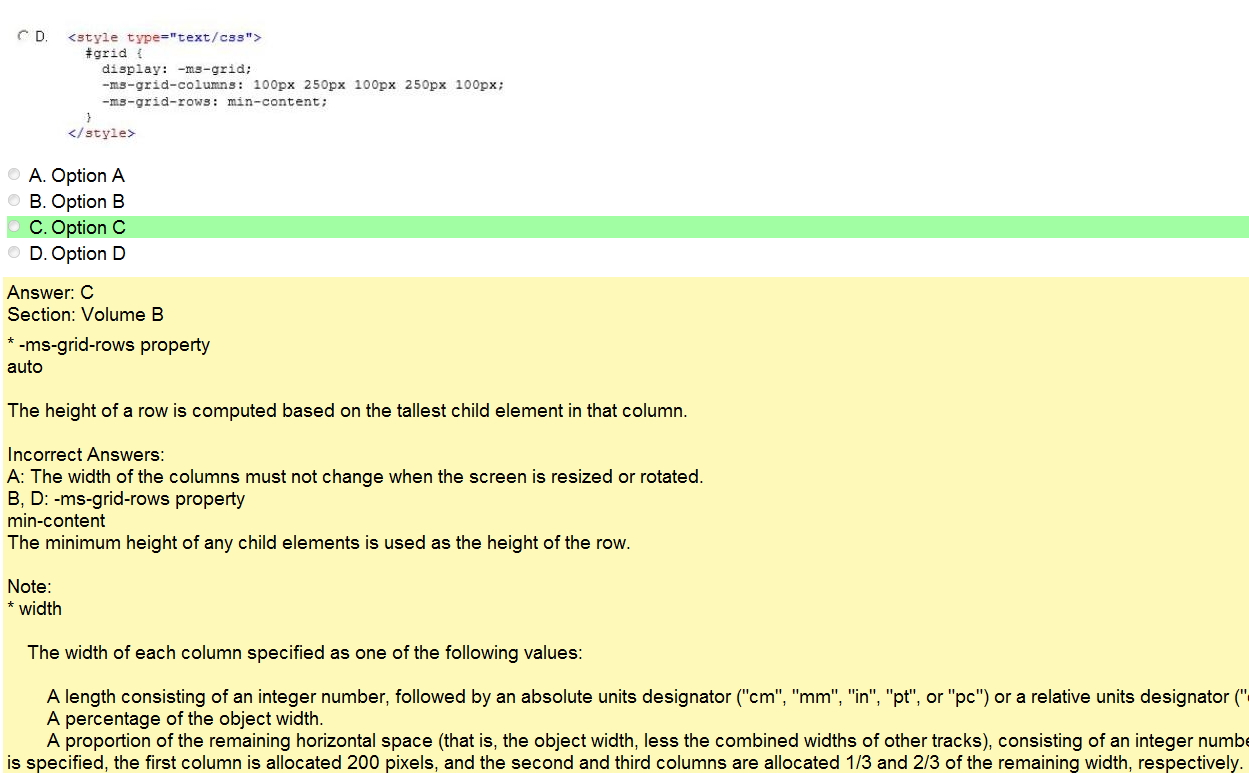 D. <style type="text/css">
#grid {
display: -ms-grid;
-ms-grid-columns: 100px 250px 100px 250px 100px;
-ms-grid-rows: min-content;
}
</style>
A. Option A
B. Option B
C. Option C
D. Option D
Answer: C
Section: Volume B
* -ms-grid-rows property
auto
The height of a row is computed based on the tallest child element in that column.
Incorrect Answers:
A: The width of the columns must not change when the screen is resized or rotated.
B, D: -ms-grid-rows property
min-content
The minimum height of any child elements is used as the height of the row.
Note:
* width
The width of each column specified as one of the following values:
A length consisting of an integer number, followed by an absolute units designator ("cm", "mm", "in", "pt", or "pc") or a relative units designator ("
A percentage of the object width.
A proportion of the remaining horizontal space (that is, the object width, less the combined widths of other tracks), consisting of an integer
is specified, the first column is allocated 200 pixels, and the second and third columns are allocated 1/3 and 2/3 of the remaining width, respectively.